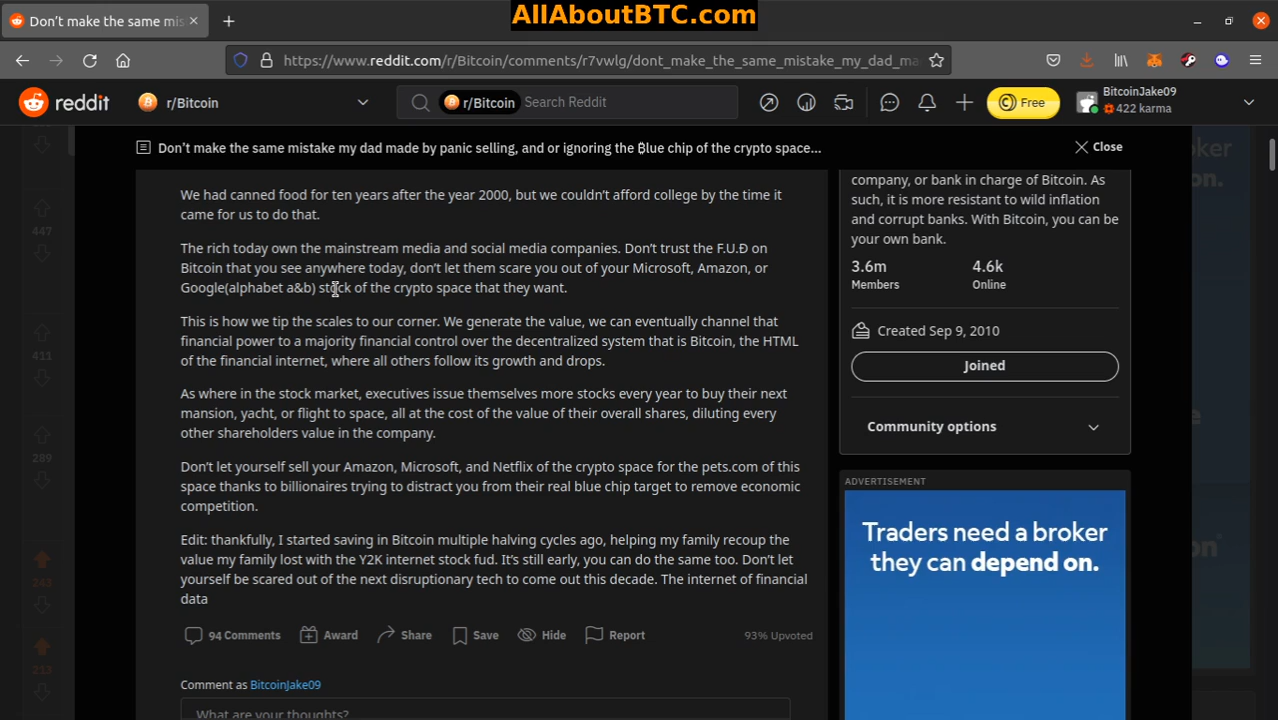 AllAboutBTC.com
Don't make the same mis
https://www.reddit.com/r/Bitcoin/comments/r7vwlg/dont_make_the_same_mistake_my_dad_ma
reddit
r/Bitcoin
r/Bitcoin Search Reddit
Free
BitcoinJake09
422 karma
Don't make the same mistake my dad made by panic selling, and or ignoring the ₿lue chip of the crypto space...
Close
We had canned food for ten years after the year 2000, but we couldn't afford college by the time it
came for us to do that.
The rich today own the mainstream media and social media companies. Don't trust the F.U.Đ on
Bitcoin that you see anywhere today, don't let them scare you out of your Microsoft, Amazon, or
Google(alphabet a&b) stock of the crypto space that they want.
This is how we tip the scales to our corner. We generate the value, we can eventually channel that
financial power to a majority financial control over the decentralized system that is Bitcoin, the HTML
of the financial internet, where all others follow its growth and drops.
As where in the stock market, executives issue themselves more stocks every year to buy their next
mansion, yacht, or flight to space, all at the cost of the value of their overall shares, diluting every
other shareholders value in the company.
Don't let yourself sell your Amazon, Microsoft, and Netflix of the crypto space for the pets.com of this
space thanks to billionaires trying to distract you from their real blue chip target to remove economic
competition.
Edit: thankfully, I started saving in Bitcoin multiple halving cycles ago, helping my family recoup the
value my family lost with the Y2K internet stock fud. It's still early, you can do the same too. Don't let
yourself be scared out of the next disruptionary tech to come out this decade. The internet of financial
data
94 Comments Award Share Save Hide Report 93% Upvoted
Comment as BitcoinJake09
What are your thoughts?
company, or bank in charge of Bitcoin. As
such, it is more resistant to wild inflation
and corrupt banks. With Bitcoin, you can be
your own bank.
3.6m 4.6k
Members Online
Created Sep 9, 2010
Joined
Community options
ADVERTISEMENT
Traders need a broker
they can depend on.
447
411
289
243
213